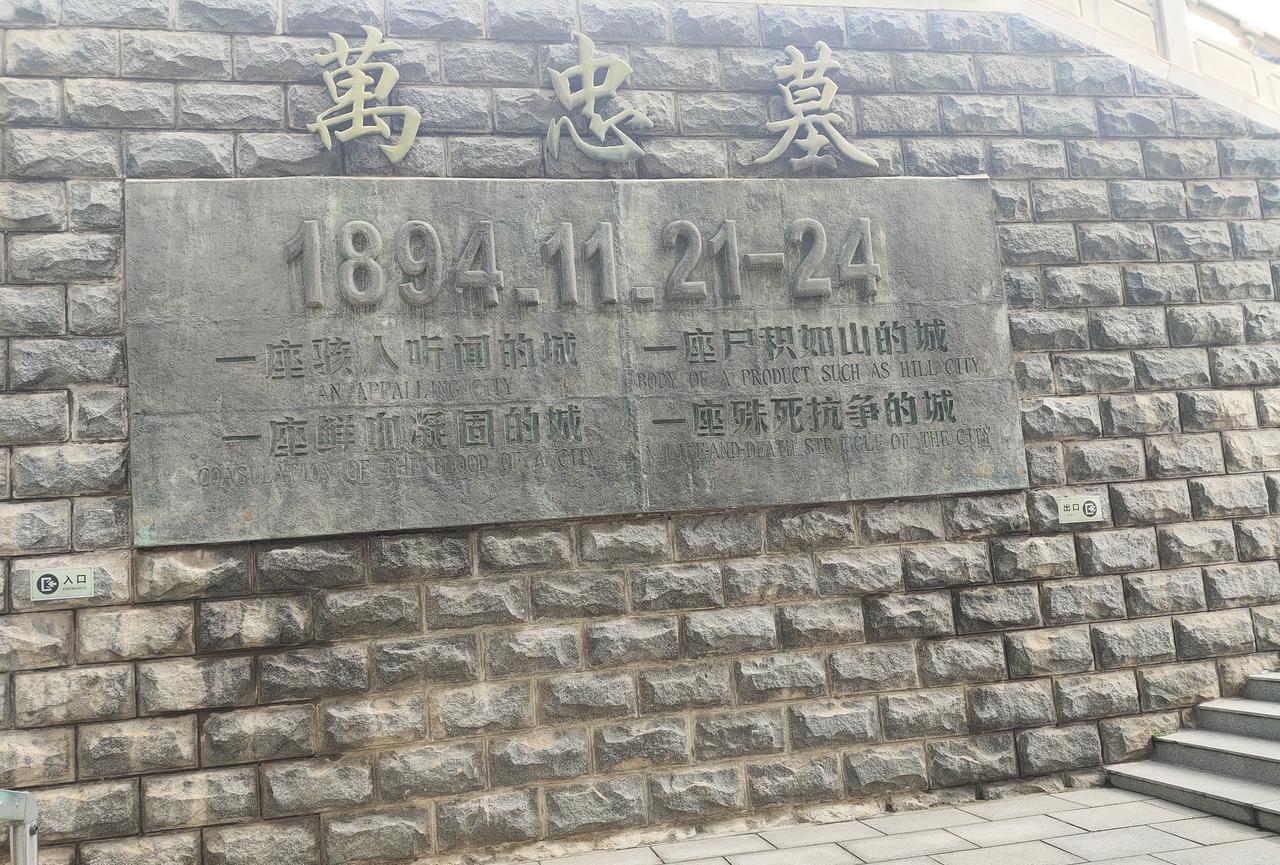 萬忠墓
1894.11.21-24
一座骇人听闻的城
AN APPALLING CITY
一座尸积如山的城
BODY OF A PRODUCT SUCH AS HILL CITY
一座鲜血凝固的城
COAGULATION OF THE BLOOD OF A CITY
一座殊死抗争的城
A LIFE-AND-DEATH STRUGGLE OF THE CITY
出口
EXIT
入口
ENTRANCE